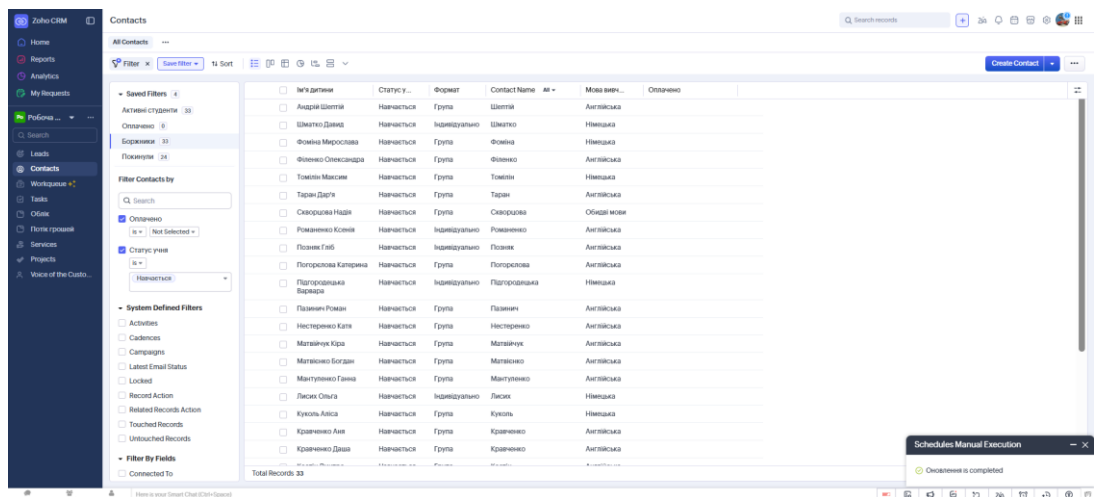 Zoho CRM
Contacts
Search records
Home
Reports
Analytics
My Requests
Робоча ...
Search
Leads
Contacts
Workqueue
Tasks
Облік
Потік грошей
Services
Projects
Voice of the Custo...
All Contacts
Filter
Save filter
Sort
Create Contact
Saved Filters 4
Активні студенти 33
Оплачено 0
Боржники 33
Покинули 24
Filter Contacts by
Search
Оплачено
is Not Selected
Статус учня
is
Навчається
System Defined Filters
Activities
Cadences
Campaigns
Latest Email Status
Locked
Record Action
Related Records Action
Touched Records
Untouched Records
Filter By Fields
Connected To
Ім'я дитини Статус у... Формат Contact Name All Мова вивч... Оплачено
Андрій Шептій Навчається Група Шептій Англійська
Шматко Давид Навчається Індивідуально Шматко Німецька
Фоміна Мирослава Навчається Група Фоміна Німецька
Філенко Олександра Навчається Група Філенко Англійська
Томілін Максим Навчається Група Томілін Німецька
Таран Дар'я Навчається Група Таран Англійська
Скворцова Надія Навчається Група Скворцова Обидві мови
Романенко Ксенія Навчається Індивідуально Романенко Англійська
Позняк Гліб Навчається Індивідуально Позняк Англійська
Погорєлова Катерина Навчається Група Погорєлова Англійська
Підгородецька Варвара Навчається Індивідуально Підгородецька Німецька
Пазинич Роман Навчається Група Пазинич Англійська
Нестеренко Катя Навчається Група Нестеренко Англійська
Матвійчук Кіра Навчається Група Матвійчук Англійська
Матвієнко Богдан Навчається Група Матвієнко Англійська
Мантуленко Ганна Навчається Група Мантуленко Англійська
Лисих Ольга Навчається Індивідуально Лисих Німецька
Куколь Аліса Навчається Група Куколь Німецька
Кравченко Аня Навчається Група Кравченко Англійська
Кравченко Даша Навчається Група Кравченко Англійська
Total Records 33
Schedules Manual Execution
Оновлення is completed
Here is your Smart Chat (Ctrl+Space)